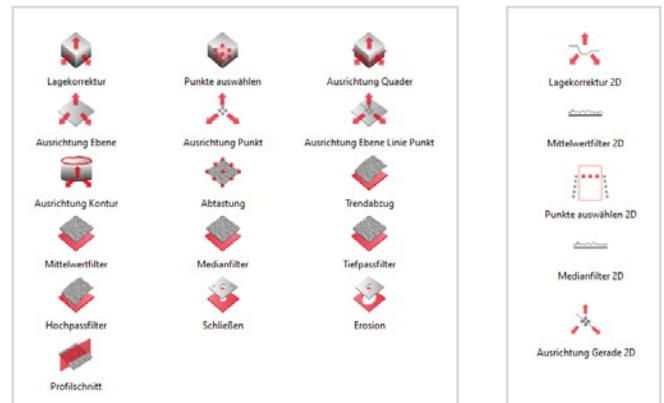 Lagekorrektur
Punkte auswählen
Ausrichtung Quader
Ausrichtung Ebene
Ausrichtung Punkt
Ausrichtung Ebene Linie Punkt
Ausrichtung Kontur
Abtastung
Trendabzug
Mittelwertfilter
Medianfilter
Tiefpassfilter
Hochpassfilter
Schließen
Erosion
Profilschnitt
Lagekorrektur 2D
Mittelwertfilter 2D
Punkte auswählen 2D
Medianfilter 2D
Ausrichtung Gerade 2D